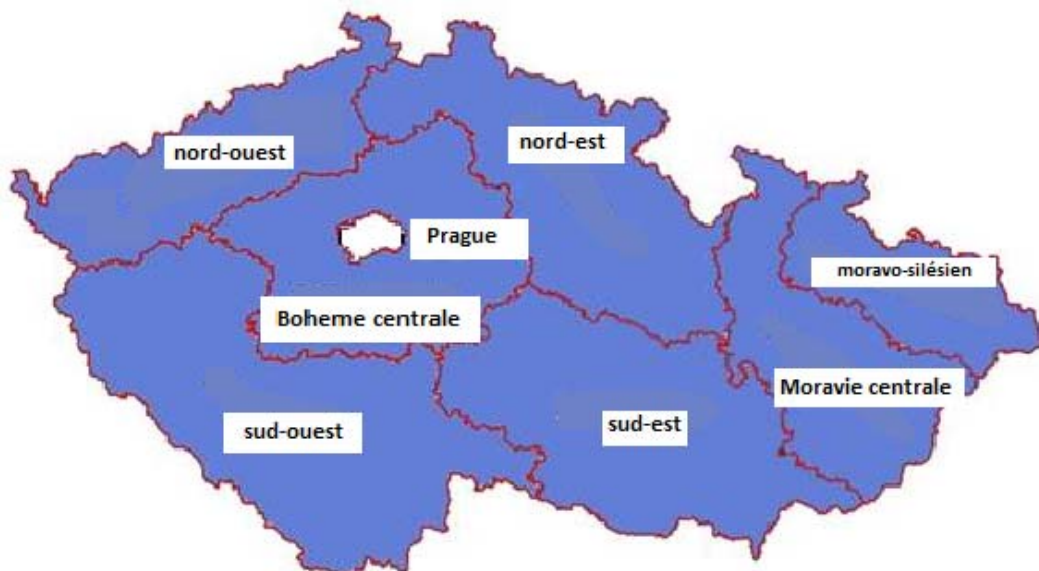 nord-ouest
nord-est
Prague
moravo-silésien
Boheme centrale
Moravie centrale
sud-ouest
sud-est